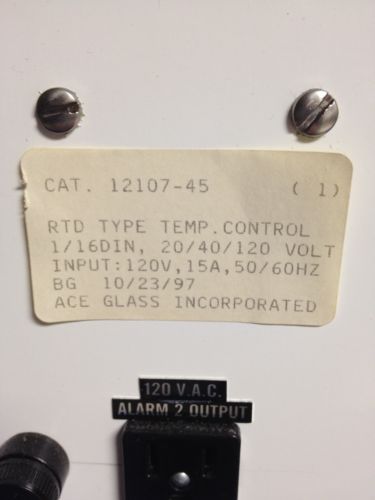 CAT. 12107-45 ( 1)
RTD TYPE TEMP.CONTROL
1/16DIN, 20/40/120 VOLT
INPUT:120V,15A,50/60HZ
BG 10/23/97
ACE GLASS INCORPORATED
120 V.A.C.
ALARM 2 OUTPUT